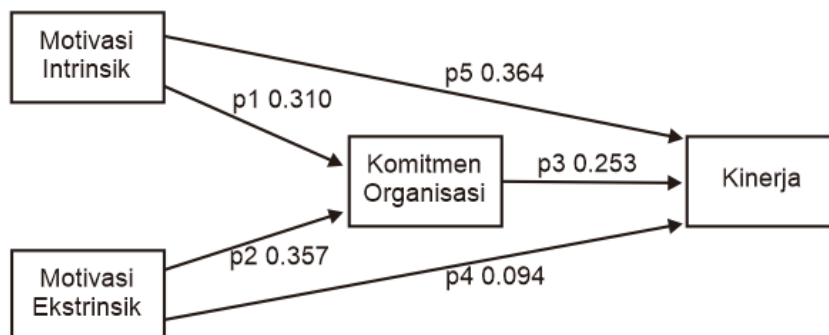 Motivasi
Intrinsik
p5 0.364
p1 0.310
Komitmen
Organisasi
p3 0.253
Kinerja
p2 0.357
Motivasi
Ekstrinsik
p4 0.094